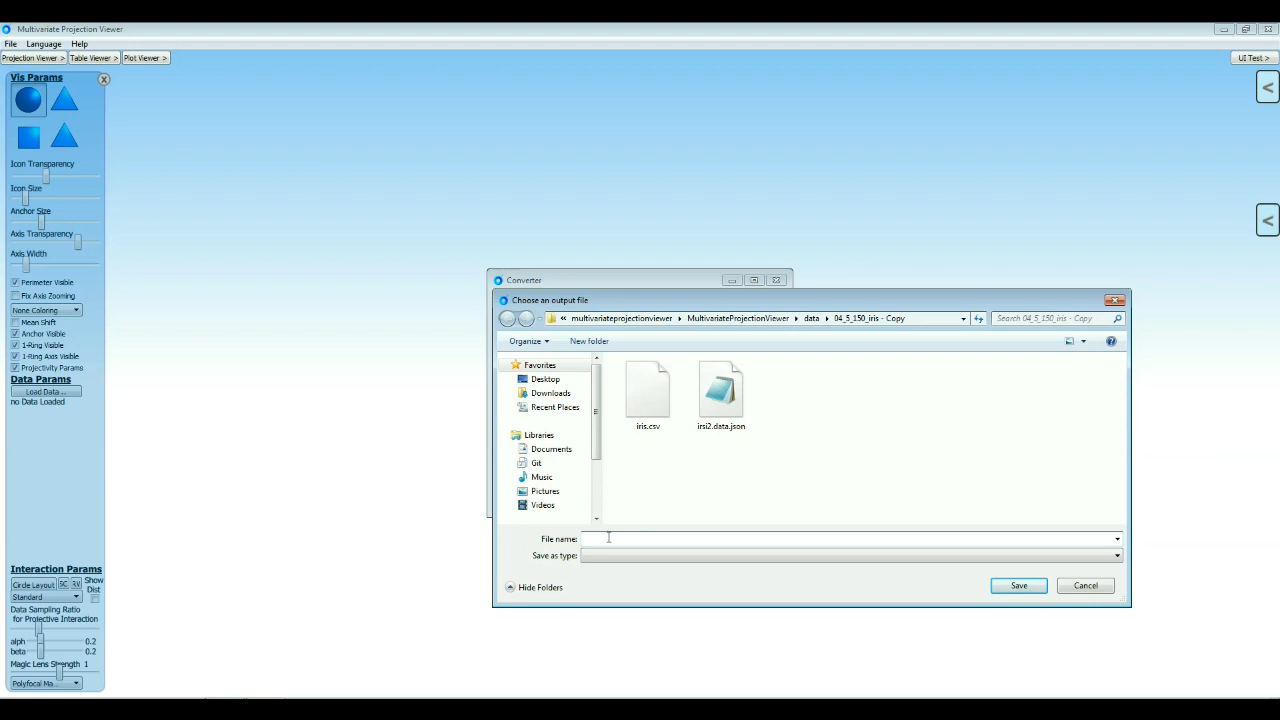 Multivariate Projection Viewer
File Language Help
Projection Viewer > Table Viewer > Plot Viewer > UI Test >
Vis Params
Icon Transparency
Icon Size
Anchor Size
Axis Transparency
Axis Width
Perimeter Visible
Fix Axis Zooming
None Coloring
Mean Shift
Anchor Visible
1-Ring Visible
1-Ring Axis Visible
Projectivity Params
Data Params
Load Data ...
no Data Loaded
Interaction Params
Circle Layout SC RV Show Dist
Standard
Data Sampling Ratio
for Projective Interaction
alph 0.2
beta 0.2
Magic Lens Strength 1
Polyfocal Ma...
<
<
Converter
Choose an output file
« multivariateprojectionviewer MultivariateProjectionViewer data 04_5_150_iris - Copy Search 04_5_150_iris - Copy
Organize New folder
Favorites
Desktop
Downloads
Recent Places
Libraries
Documents
Git
Music
Pictures
Videos
iris.csv irsi2.data.json
File name:
Save as type:
Hide Folders Save Cancel